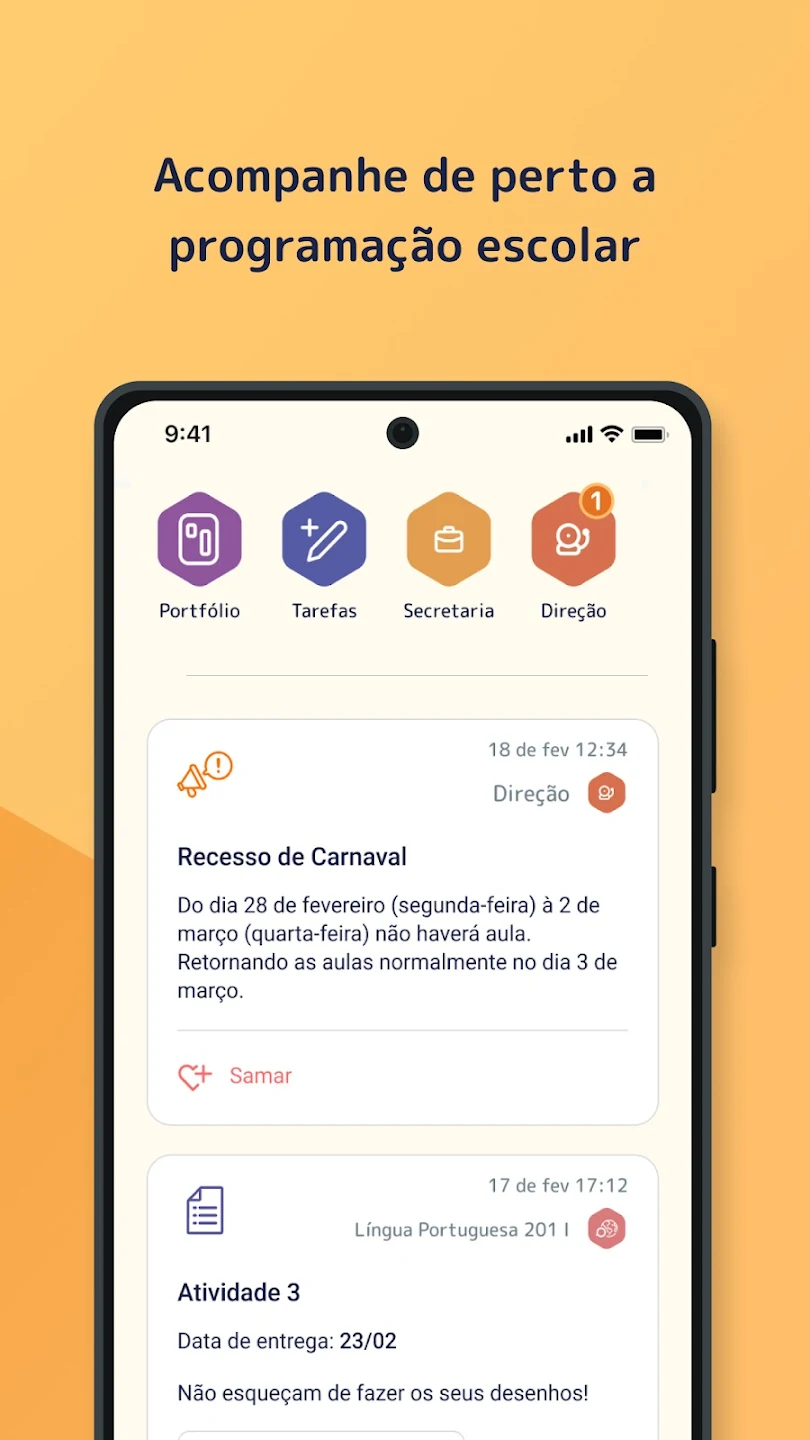 Acompanhe de perto a
programação escolar
9:41
1
Portfólio
Tarefas
Secretaria
Direção
18 de fev 12:34
Direção
Recesso de Carnaval
Do dia 28 de fevereiro (segunda-feira) à 2 de
março (quarta-feira) não haverá aula.
Retornando as aulas normalmente no dia 3 de
março.
Samar
17 de fev 17:12
Língua Portuguesa 201 I
Atividade 3
Data de entrega: 23/02
Não esqueçam de fazer os seus desenhos!